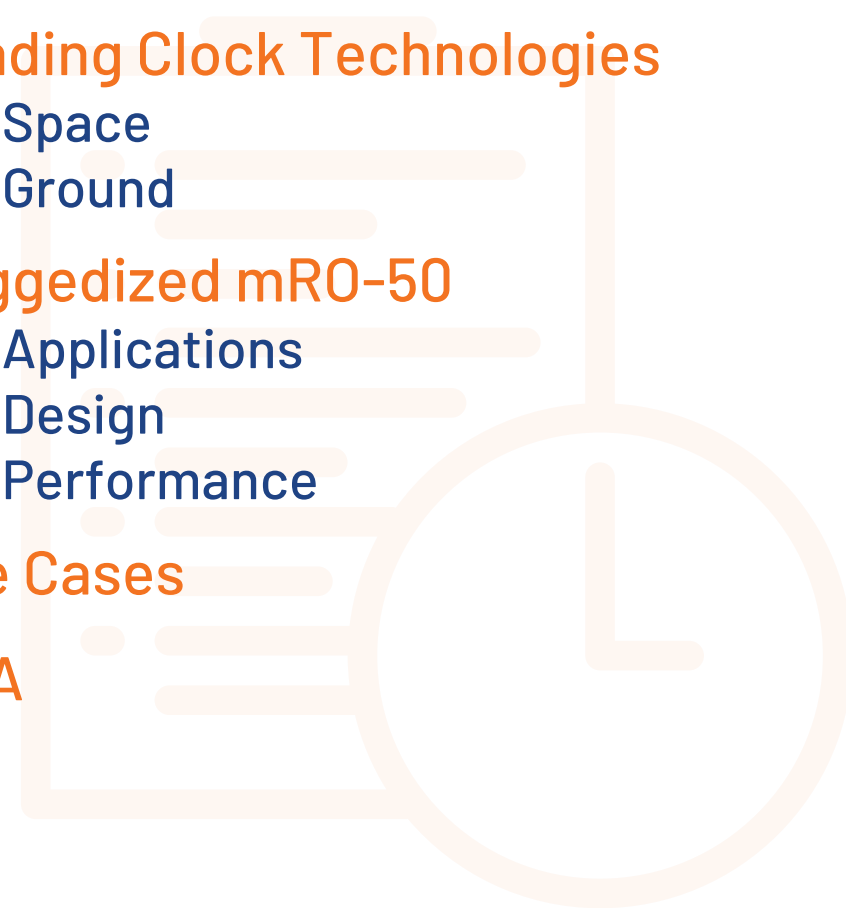 nding Clock Technologies
Space
Ground
ggedized mRO-50
Applications
Design
Performance
e Cases
A